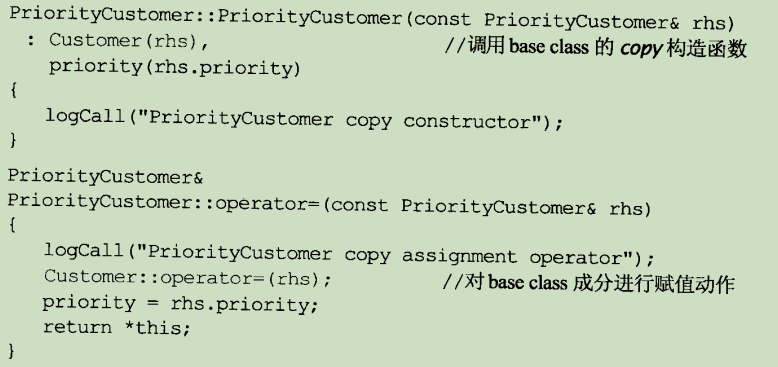 PriorityCustomer::PriorityCustomer(const PriorityCustomer& rhs)
: Customer(rhs), //调用 base class 的 copy 构造函数
priority(rhs.priority)
{
logCall("PriorityCustomer copy constructor");
}
PriorityCustomer&
PriorityCustomer::operator=(const PriorityCustomer& rhs)
{
logCall("PriorityCustomer copy assignment operator");
Customer::operator=(rhs); //对 base class 成分进行赋值动作
priority = rhs.priority;
return *this;
}